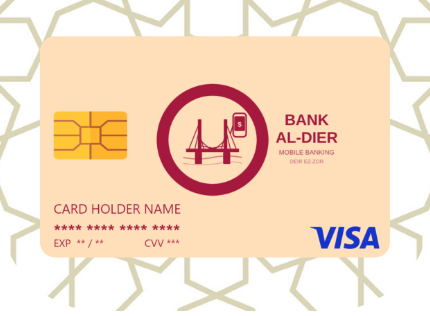 BANK
AL-DIER
MOBILE BANKING
DEIR EZ-ZOR
$
CARD HOLDER NAME
**** **** **** ****
EXP ** / ** CVV ***
VISA